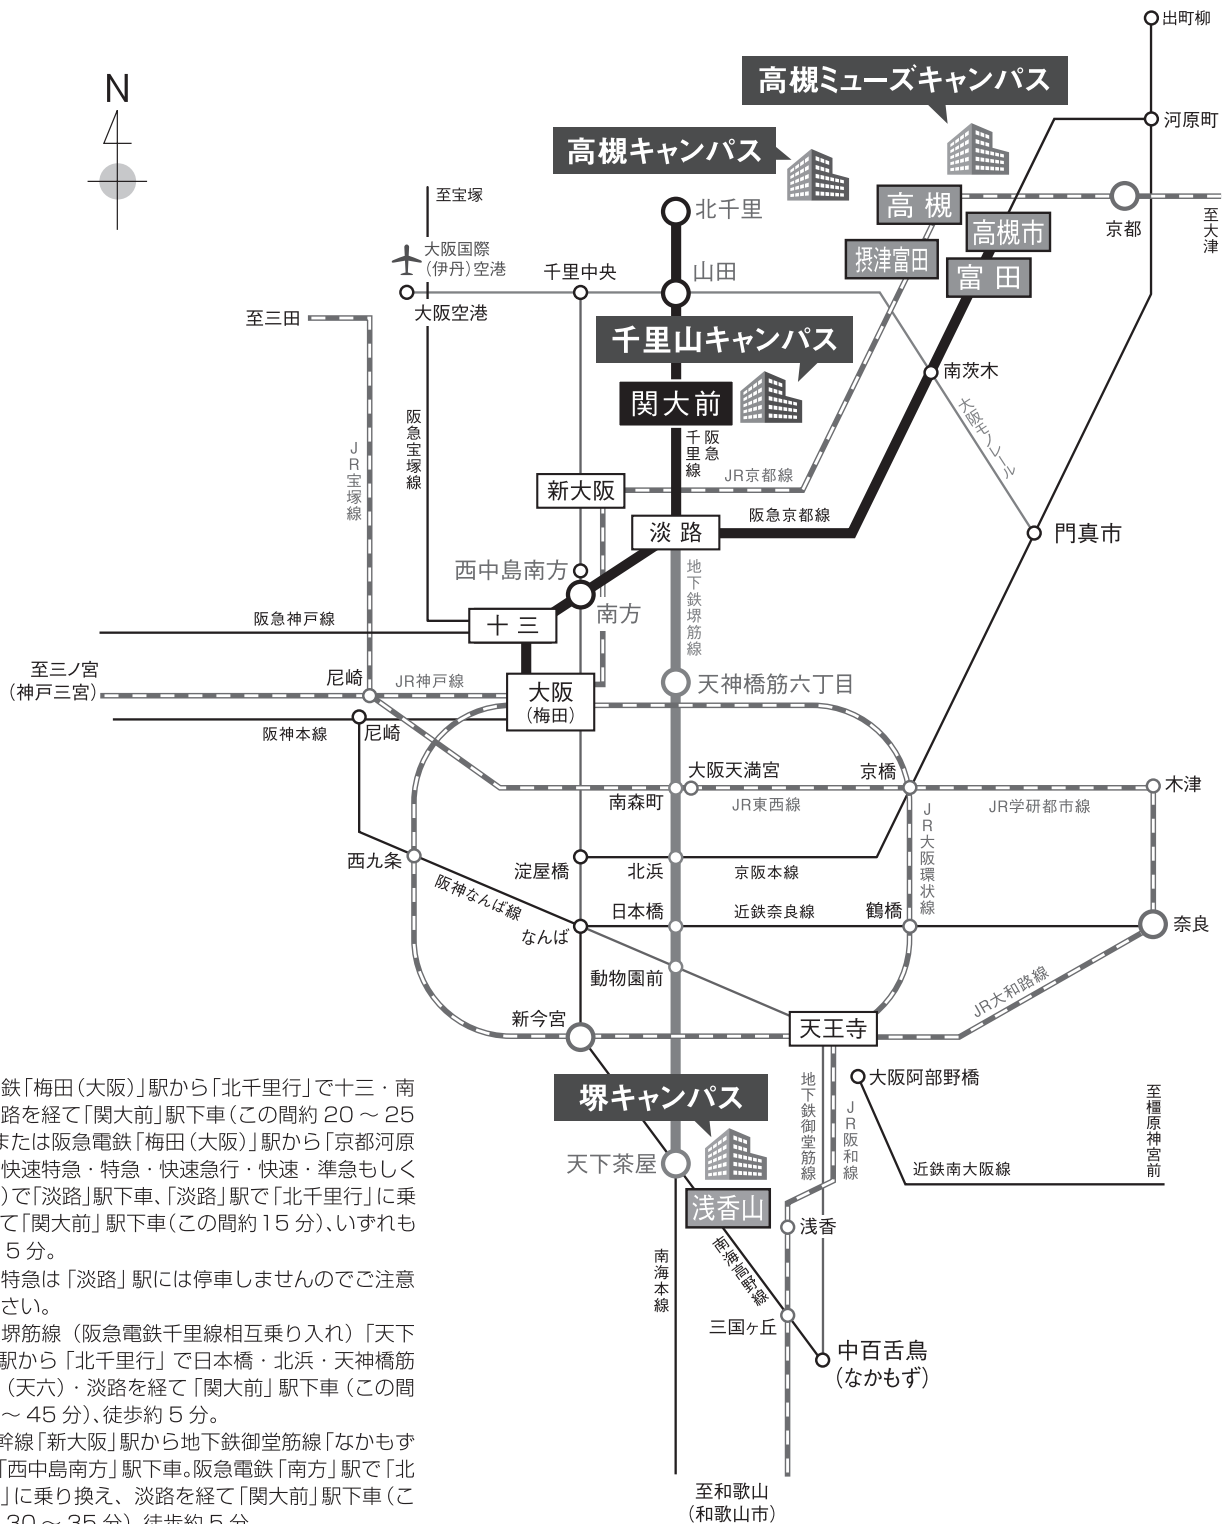 出町柳
高槻ミューズキャンパス
N
河原町
高槻キャンパス
至宝塚
北千里
高 槻
京都
至大津
高槻市
大阪国際
(伊丹)空港
千里中央
山田
摂津富田
富 田
大阪空港
至三田
千里山キャンパス
南茨木
関大前
大阪モノレール
阪急宝塚線
阪急
千里線
JR宝塚線
JR京都線
新大阪
阪急京都線
淡 路
門真市
西中島南方
地下鉄堺筋線
南方
阪急神戸線
十 三
至三ノ宮
(神戸三宮)
尼崎
JR神戸線
大阪
(梅田)
天神橋筋六丁目
阪神本線
尼崎
大阪天満宮
京橋
木津
南森町
JR東西線
JR学研都市線
JR大阪環状線
西九条
淀屋橋
北浜
京阪本線
阪神なんば線
日本橋
近鉄奈良線
鶴橋
なんば
奈良
動物園前
JR大和路線
新今宮
天王寺
大阪阿部野橋
堺キャンパス
地下鉄御堂筋線
JR阪和線
至橿原神宮前
天下茶屋
近鉄南大阪線
浅香山
浅香
南海本線
南海高野線
三国ヶ丘
中百舌鳥
(なかもず)
至和歌山
(和歌山市)
鉄「梅田(大阪)」駅から「北千里行」で十三・南
路を経て「関大前」駅下車(この間約 20 ～ 25
または阪急電鉄「梅田(大阪)」駅から「京都河原
快速特急・特急・快速急行・快速・準急もしく
)で「淡路」駅下車、「淡路」駅で「北千里行」に乗
て「関大前」駅下車(この間約15 分)、いずれも
5 分。
特急は「淡路」駅には停車しませんのでご注意
さい。
堺筋線(阪急電鉄千里線相互乗り入れ)「天下
駅から「北千里行」で日本橋・北浜・天神橋筋
(天六)・淡路を経て「関大前」駅下車(この間
～ 45 分)、徒歩約 5 分。
幹線「新大阪」駅から地下鉄御堂筋線「なかもず
「西中島南方」駅下車。阪急電鉄「南方」駅で「北
」に乗り換え、淡路を経て「関大前」駅下車(こ
30 ～ 35 分)、徒歩約 5 分